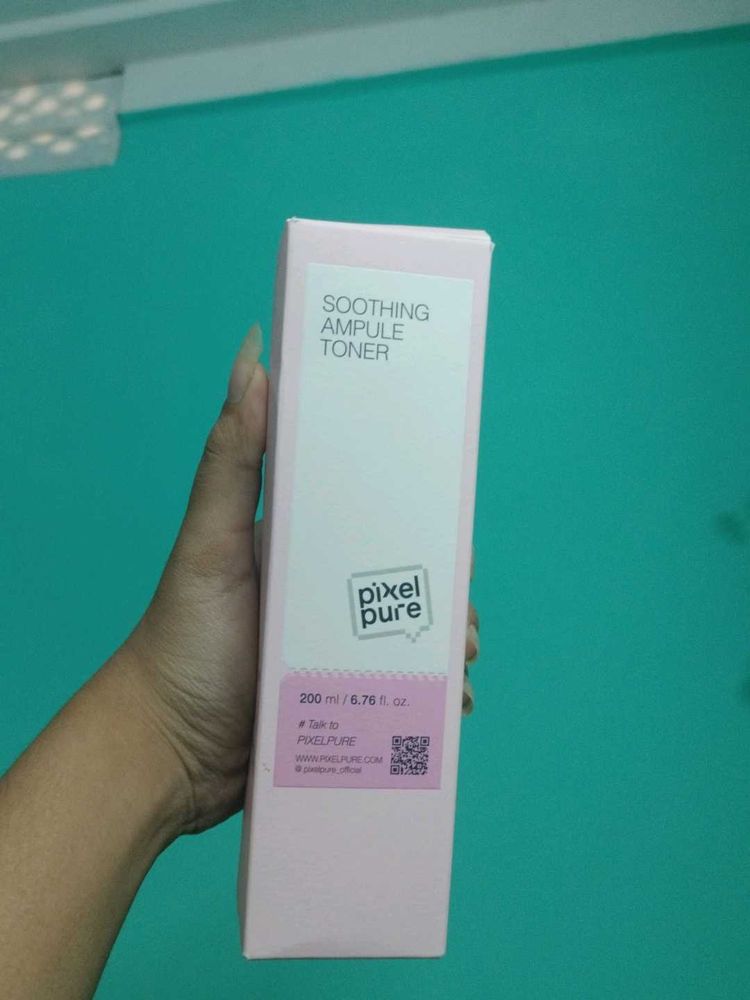 SOOTHING
AMPULE
TONER
pixel
pure
200 ml / 6.76 fl. oz.
# Talk to
PIXELPURE
WWW.PIXELPURE.COM
@ pixelpure_official